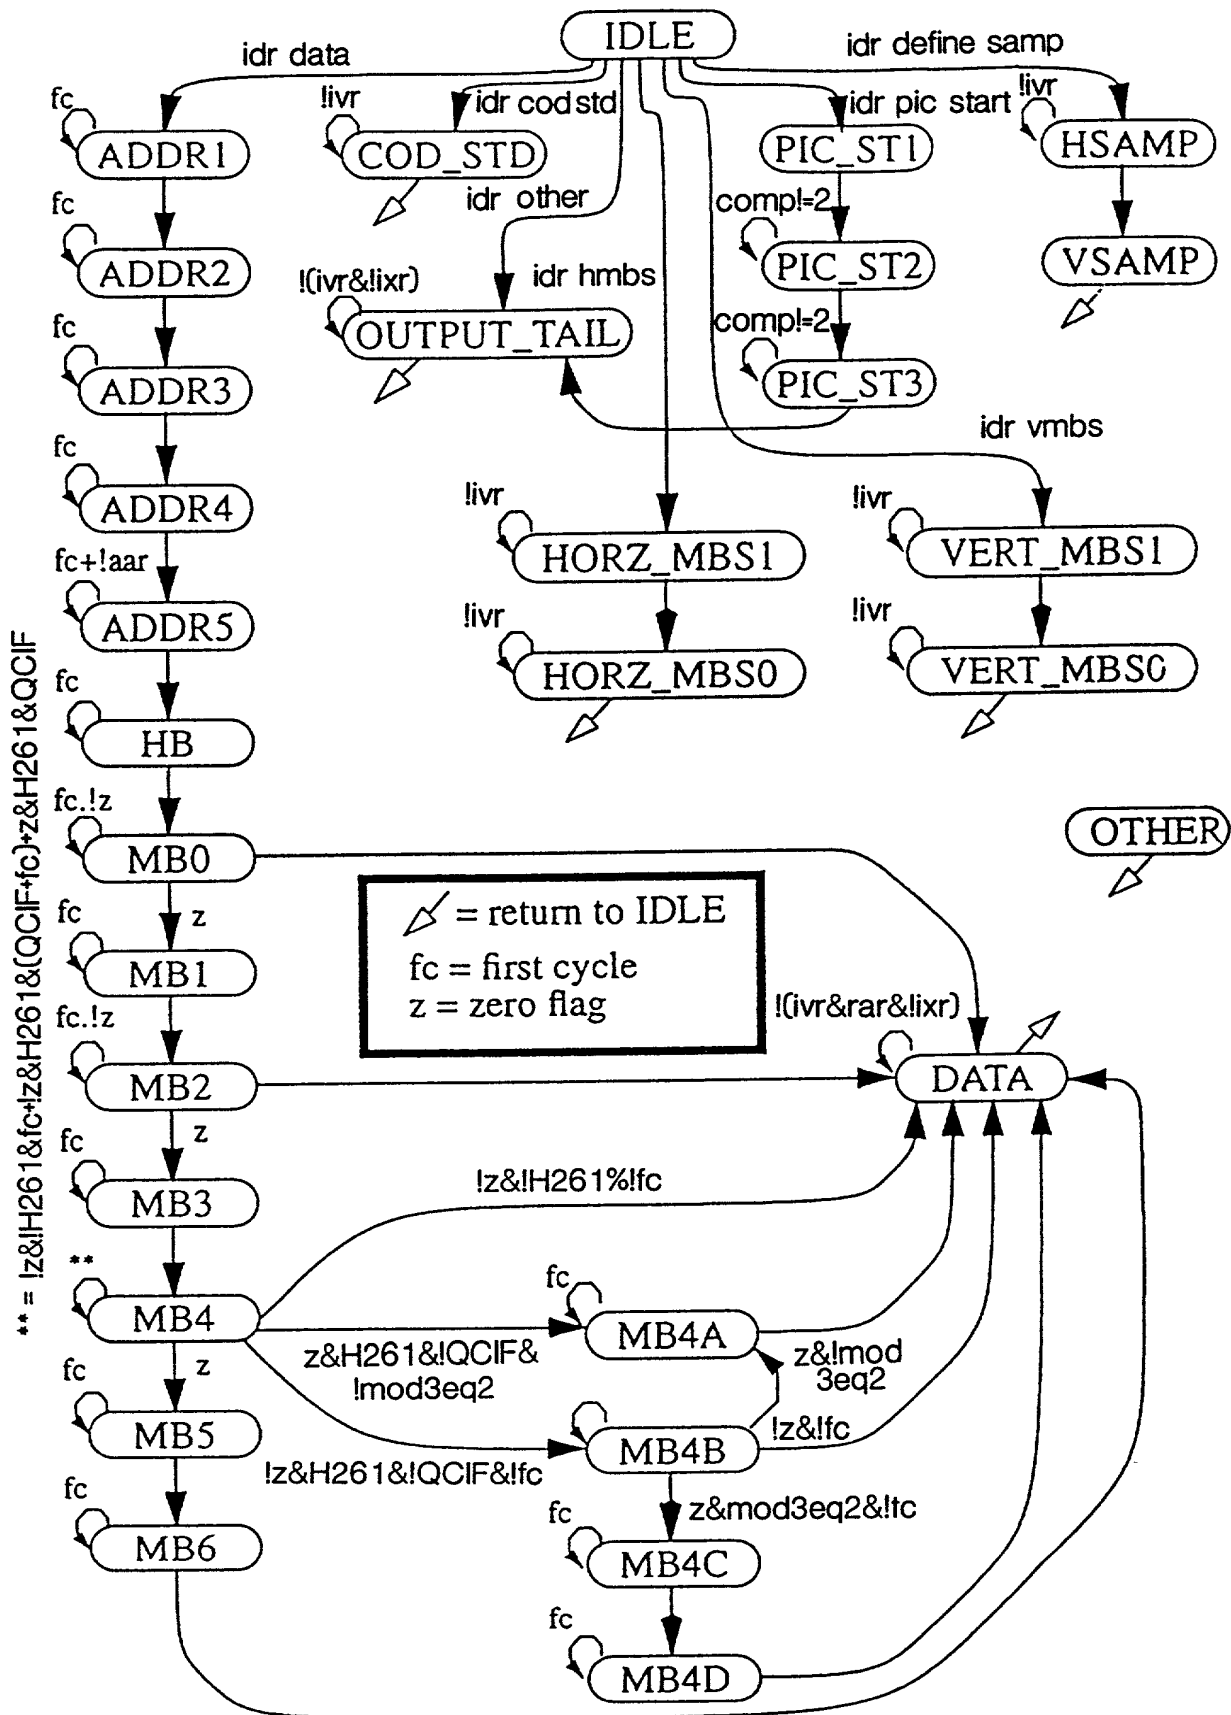 IDLE
idr data
idr define samp
fc
!ivr
idr codstd
idr pic start
!ivr
ADDR1
COD_STD
PIC_ST1
HSAMP
fc
idr other
comp!=2
ADDR2
PIC_ST2
VSAMP
!(ivr&!ixr)
idr hmbs
fc
OUTPUT_TAIL
comp!=2
ADDR3
PIC_ST3
idr vmbs
fc
!ivr
!ivr
ADDR4
HORZ_MBS1
VERT_MBS1
fc+!aar
!ivr
!ivr
ADDR5
HORZ_MBS0
VERT_MBS0
fc
HB
fc.!z
OTHER
MB0
z
fc
MB1
= return to IDLE
fc = first cycle
z = zero flag
fc.!z
!(ivr&rar&!ixr)
MB2
DATA
z
fc
MB3
!z&!H261%!fc
**
MB4
fc
MB4A
z&H261&!QCIF&
!mod3eq2
z&!mod
3eq2
z
fc
MB5
MB4B
!z&!fc
!z&H261&!QCIF&!fc
z&mod3eq2&!fc
fc
MB6
fc
MB4C
fc
MB4D
** = !z&!H261&fc+!z&H261&(QCIF+fc)+z&H261&QCIF